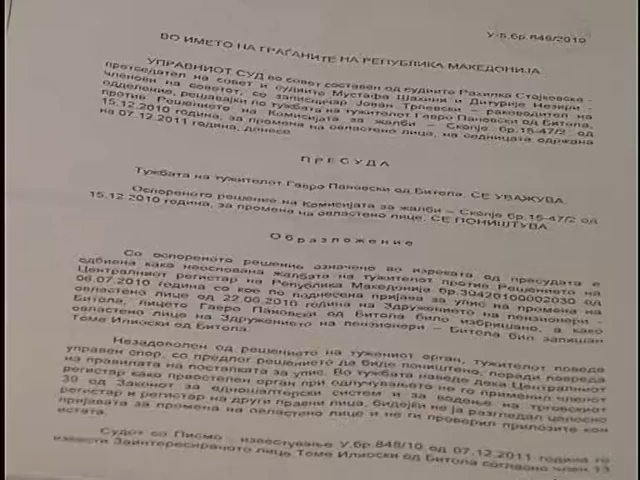 У-5.бр.848/2010
ВО ИМЕТО НА ГРАЃАНИТЕ НА РЕПУБЛИКА МАКЕДОНИЈА
УПРАВНИОТ СУД во совет составен од судиите Рахилка Стојковска -
претседател на совет и судиите Мустафа Шахини и Дитурије Незири -
членови на советот, со записничар Јован Трпевски – раководител на
одделение, решавајќи по тужбата на тужителот Гавро Пановски од Битола,
против Решението на Комисијата за жалби – Скопје бр.15-47/2 од
15.12.2010 година, за промена на овластено лице, на седницата одржана
на 07.12.2011 година, донесе
П Р Е С У Д А
Тужбата на тужителот Гавро Пановски од Битола, СЕ УВАЖУВА.
Оспореното решение на Комисијата за жалби – Скопје бр.15-47/2 од
15.12.2010 година, за промена на овластено лице, СЕ ПОНИШТУВА.
О б р а з л о ж е н и е
Со оспореното решение означено во изреката од пресудата е
одбиена како неоснована жалбата на тужителот против Решението на
Централниот регистар на Република Македонија бр.30420100002030 од
06.07.2010 година со кое по поднесена пријава за упис на промена на
овластено лице од 22.06.2010 година на Здружението на пензионери -
Битола, лицето Гавро Пановски од Битола било избришано, а како
овластено лице на Здружението на пензионери – Битола бил запишан
Томе Илиоски од Битола.
Незадоволен од решението на тужениот орган, тужителот поведе
управен спор, со предлог решението да биде поништено, поради повреда
на правилата на постапката за упис. Во тужбата наведе дека Централниот
регистар како првостепен орган при одлучувањето не го применил членот
39 од Законот за едношалтерски систем и за водење на трговскиот
регистар и регистар на други правни лица, бидејќи не ја разгледал целосно
пријавата за промена на овластено лице и не ги проверил прилозите кон
истата.
Судот со Писмо - известување У.бр.848/10 од 07.12.2011 година го
извести Заинтересираното лице Томе Илиоски од Битола согласно член 13